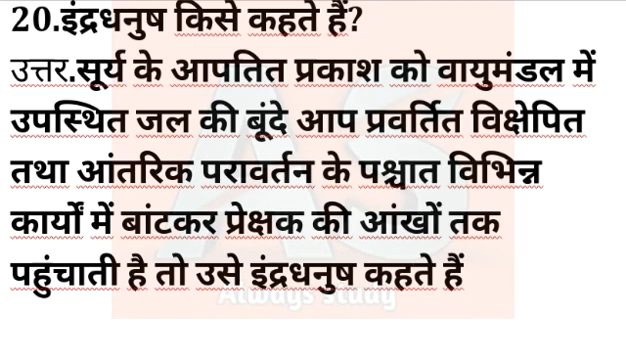 20.इंद्रधनुष किसे कहते हैं?
उत्तर.सूर्य के आपतित प्रकाश को वायुमंडल में
उपस्थित जल की बूंदे आप प्रवर्तित विक्षेपित
तथा आंतरिक परावर्तन के पश्चात विभिन्न
कार्यों में बांटकर प्रेक्षक की आंखों तक
पहुंचाती है तो उसे इंद्रधनुष कहते हैं
AS
Always Study